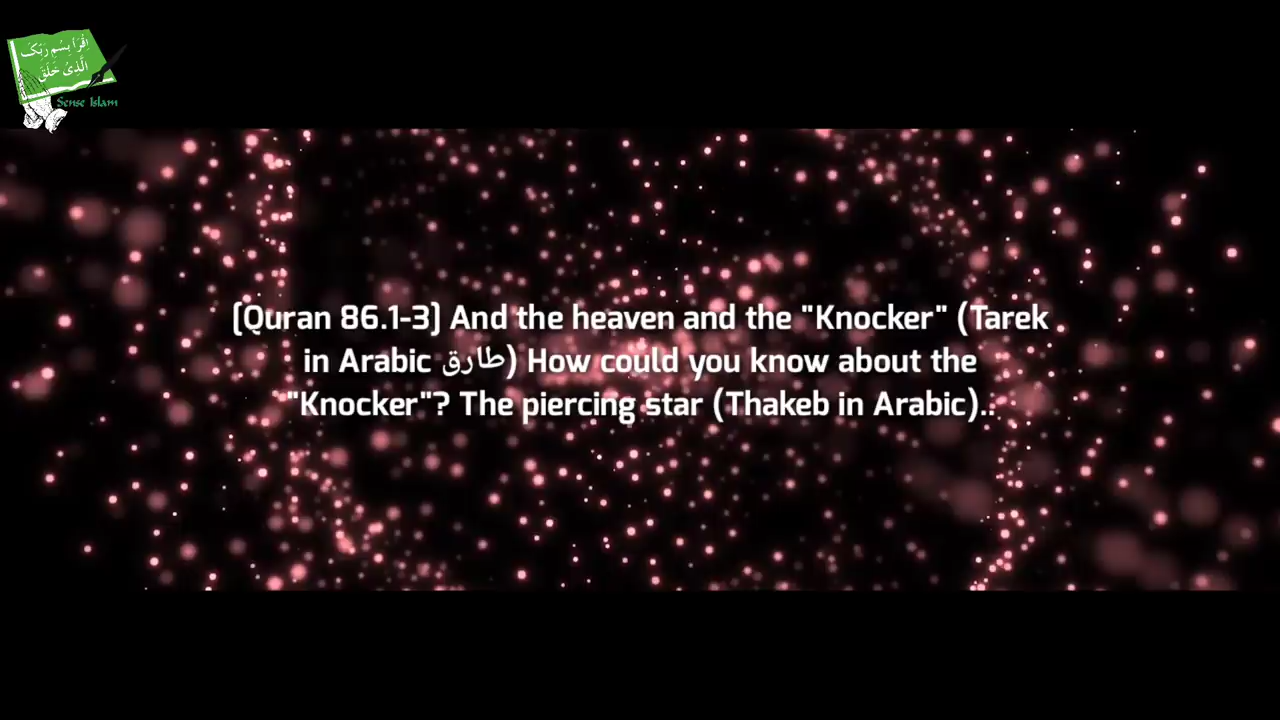 اِقْرَأ بِسْمِ رَبِّكَ
الَّذِىْ خَلَقَ
Sense Islam
(Quran 86.1-3) And the heaven and the "Knocker" (Tarek
in Arabic طارق) How could you know about the
"Knocker"? The piercing star (Thakeb in Arabic)..